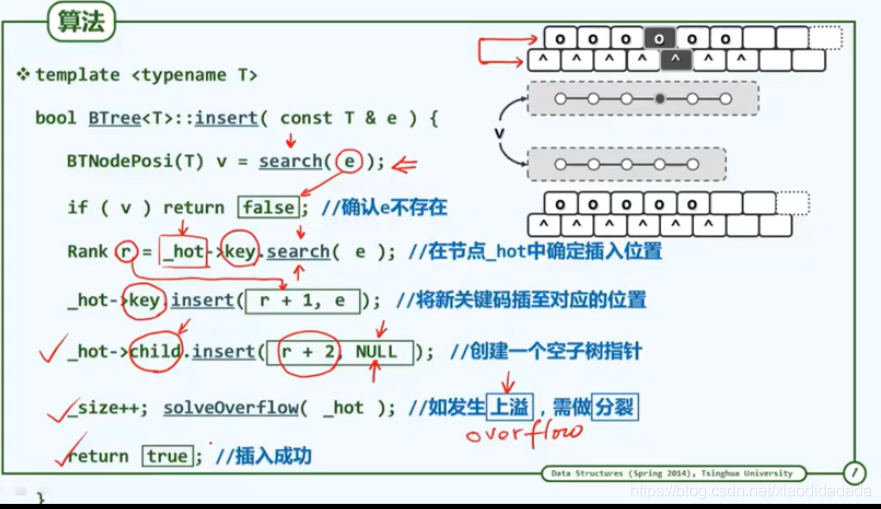 算法
❖ template <typename T>
bool BTree<T>::insert( const T & e ) {
BTNodePosi(T) v = search( e );
if ( v ) return false; //确认e不存在
Rank r = _hot->key.search( e ); //在节点_hot中确定插入位置
_hot->key.insert( r + 1, e ); //将新关键码插至对应的位置
_hot->child.insert( r + 2, NULL ); //创建一个空子树指针
_size++; solveOverflow( _hot ); //如发生上溢，需做分裂
overflow
return true; //插入成功
}
o o o o o o
^ ^ ^ ^ ^ ^ ^
v
o o o o o
^ ^ ^ ^ ^ ^
Data Structures (Spring 2014), Tsinghua University
7
https://blog.csdn.net/xiaodidadada